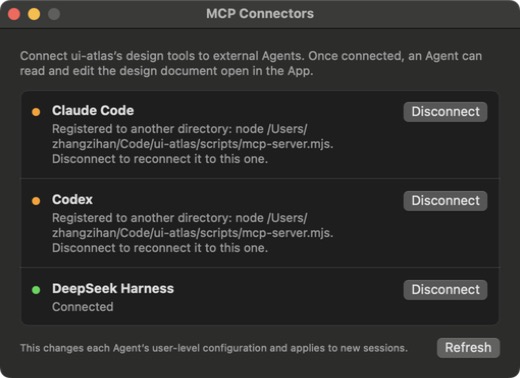 MCP Connectors
Connect ui-atlas's design tools to external Agents. Once connected, an Agent can
read and edit the design document open in the App.
Claude Code
Disconnect
Registered to another directory: node /Users/
zhangzihan/Code/ui-atlas/scripts/mcp-server.mjs.
Disconnect to reconnect it to this one.
Codex
Disconnect
Registered to another directory: node /Users/
zhangzihan/Code/ui-atlas/scripts/mcp-server.mjs.
Disconnect to reconnect it to this one.
DeepSeek Harness
Disconnect
Connected
This changes each Agent's user-level configuration and applies to new sessions.
Refresh